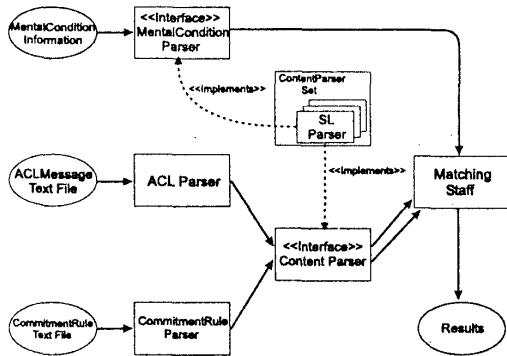 MentalCondition
Information
<<Interface>>
MentalCondition
Parser
ContentParser
Set
<<Implements>>
SL
Parser
ACLMessage
Text File
ACL Parser
<<Implements>>
Matching
Staff
<<Interface>>
Content Parser
CommitmentRule
Text File
CommitmentRule
Parser
Results